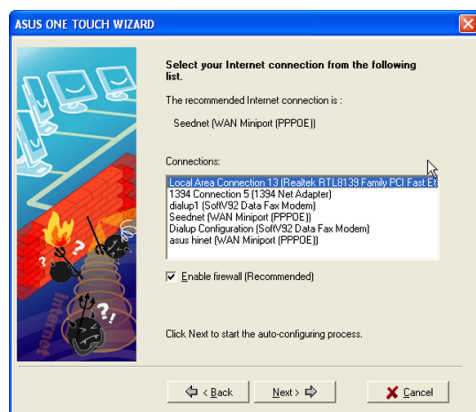 ASUS ONE TOUCH WIZARD
Select your Internet connection from the following
list.
The recommended Internet connection is :
Seednet (WAN Miniport (PPPOE))
Connections:
Local Area Connection 13 (Realtek RTL8139 Family PCI Fast Et
1394 Connection 5 (1394 Net Adapter)
dialup1 (SoftV92 Data Fax Modem)
Seednet (WAN Miniport (PPPOE))
Dialup Configuration (SoftV92 Data Fax Modem)
asus hinet (WAN Miniport (PPPOE))
Enable firewall (Recommended)
Internet
Click Next to start the auto-configuring process.
< Back
Next >
Cancel